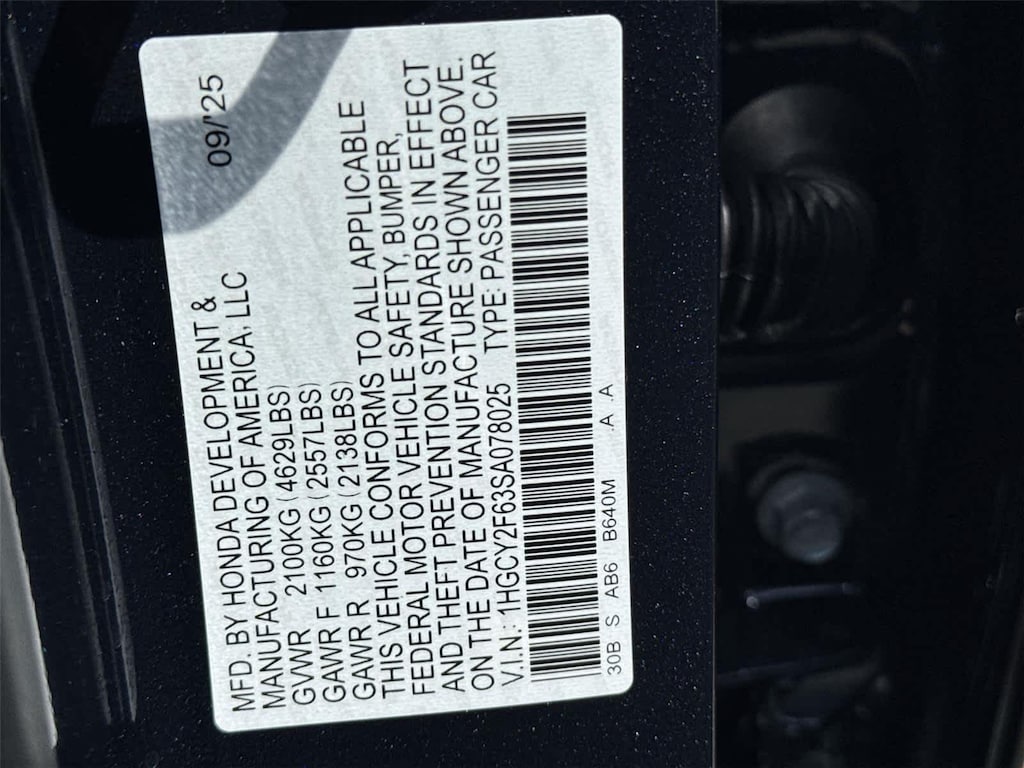 09/'25
MFD. BY HONDA DEVELOPMENT &
MANUFACTURING OF AMERICA, LLC
GVWR 2100KG (4629LBS)
GAWR F 1160KG (2557LBS)
GAWR R 970KG (2138LBS)
THIS VEHICLE CONFORMS TO ALL APPLICABLE
FEDERAL MOTOR VEHICLE SAFETY, BUMPER,
AND THEFT PREVENTION STANDARDS IN EFFECT
ON THE DATE OF MANUFACTURE SHOWN ABOVE.
V.I.N.: 1HGCY2F63SA078025 TYPE: PASSENGER CAR
30B S AB6 B640M .A A